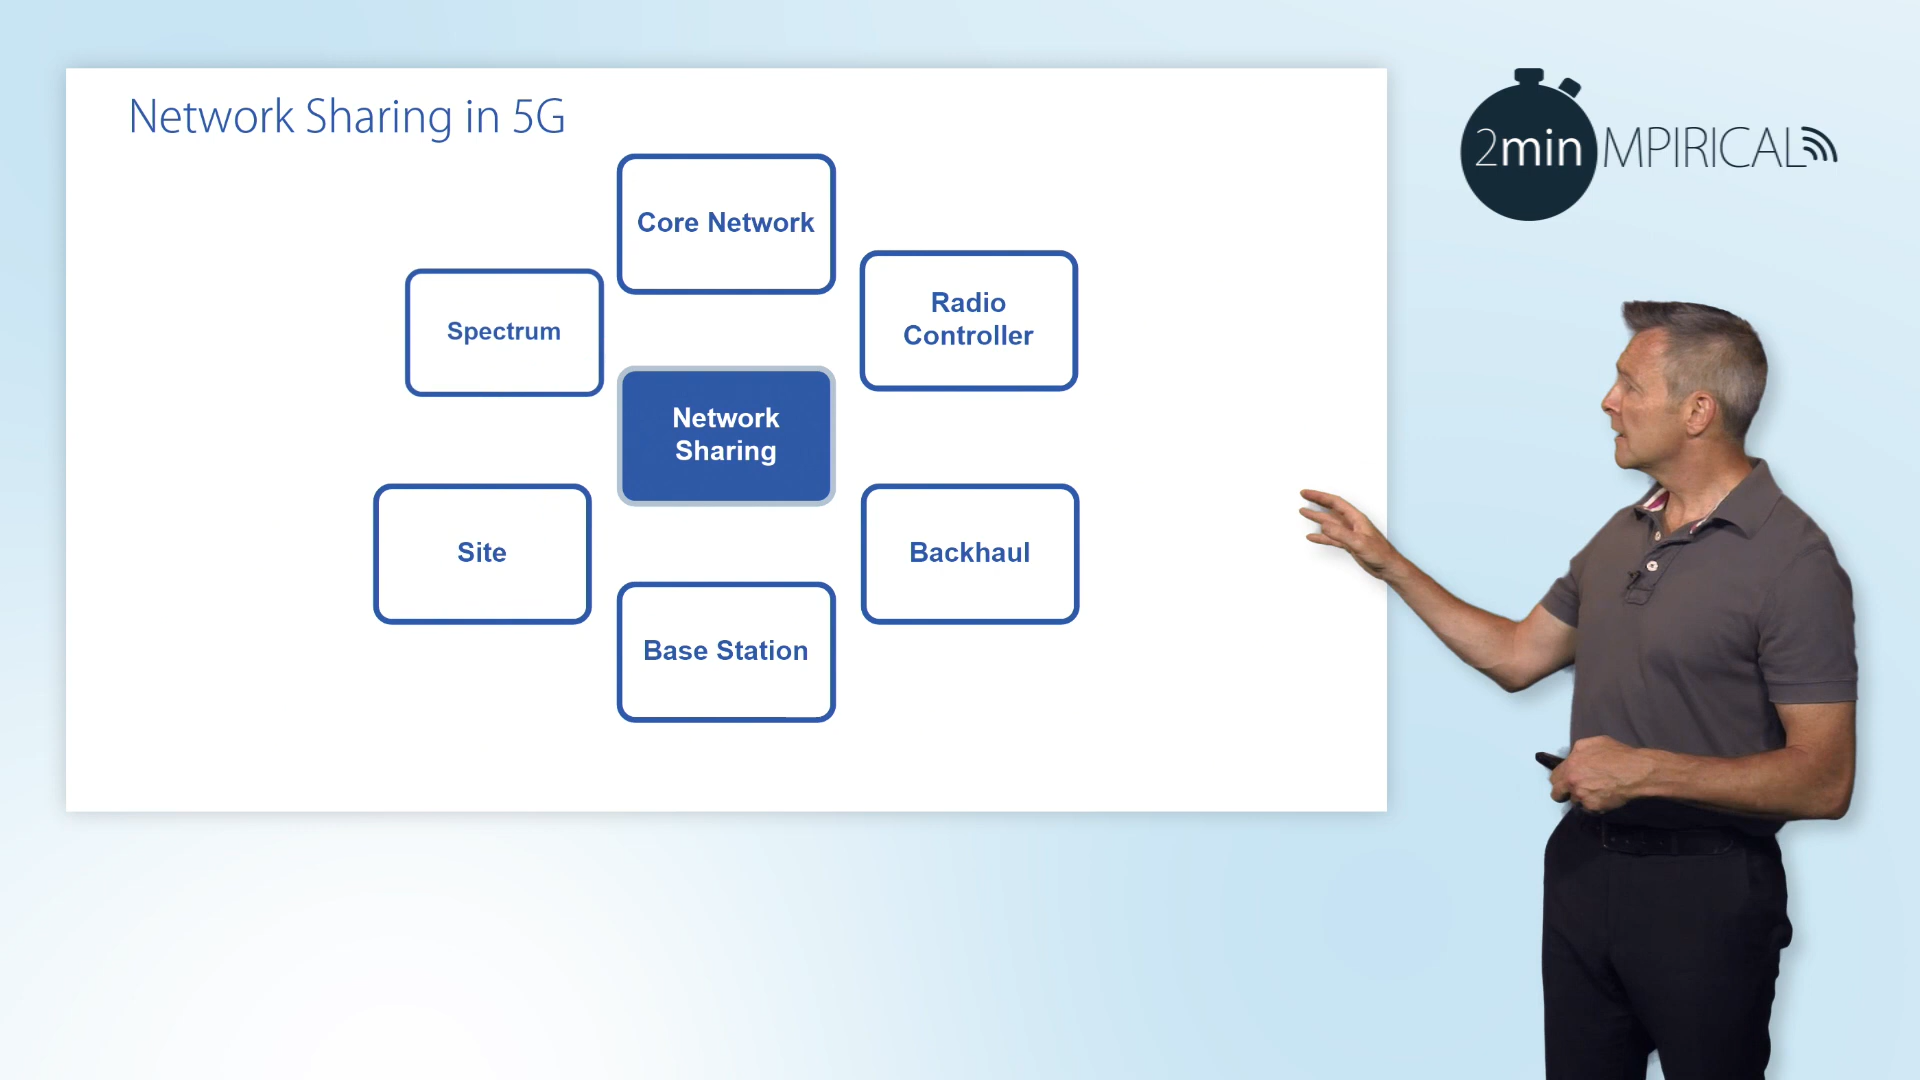 Network Sharing in 5G
Core Network
Spectrum
Radio
Controller
Network
Sharing
Site
Backhaul
Base Station
2min MPIRICAL